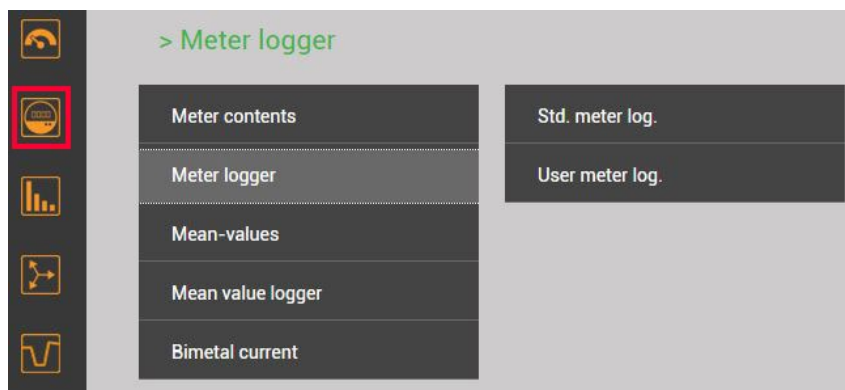 > Meter logger
Meter contents
Meter logger
Mean-values
Mean value logger
Bimetal current
Std. meter log.
User meter log.